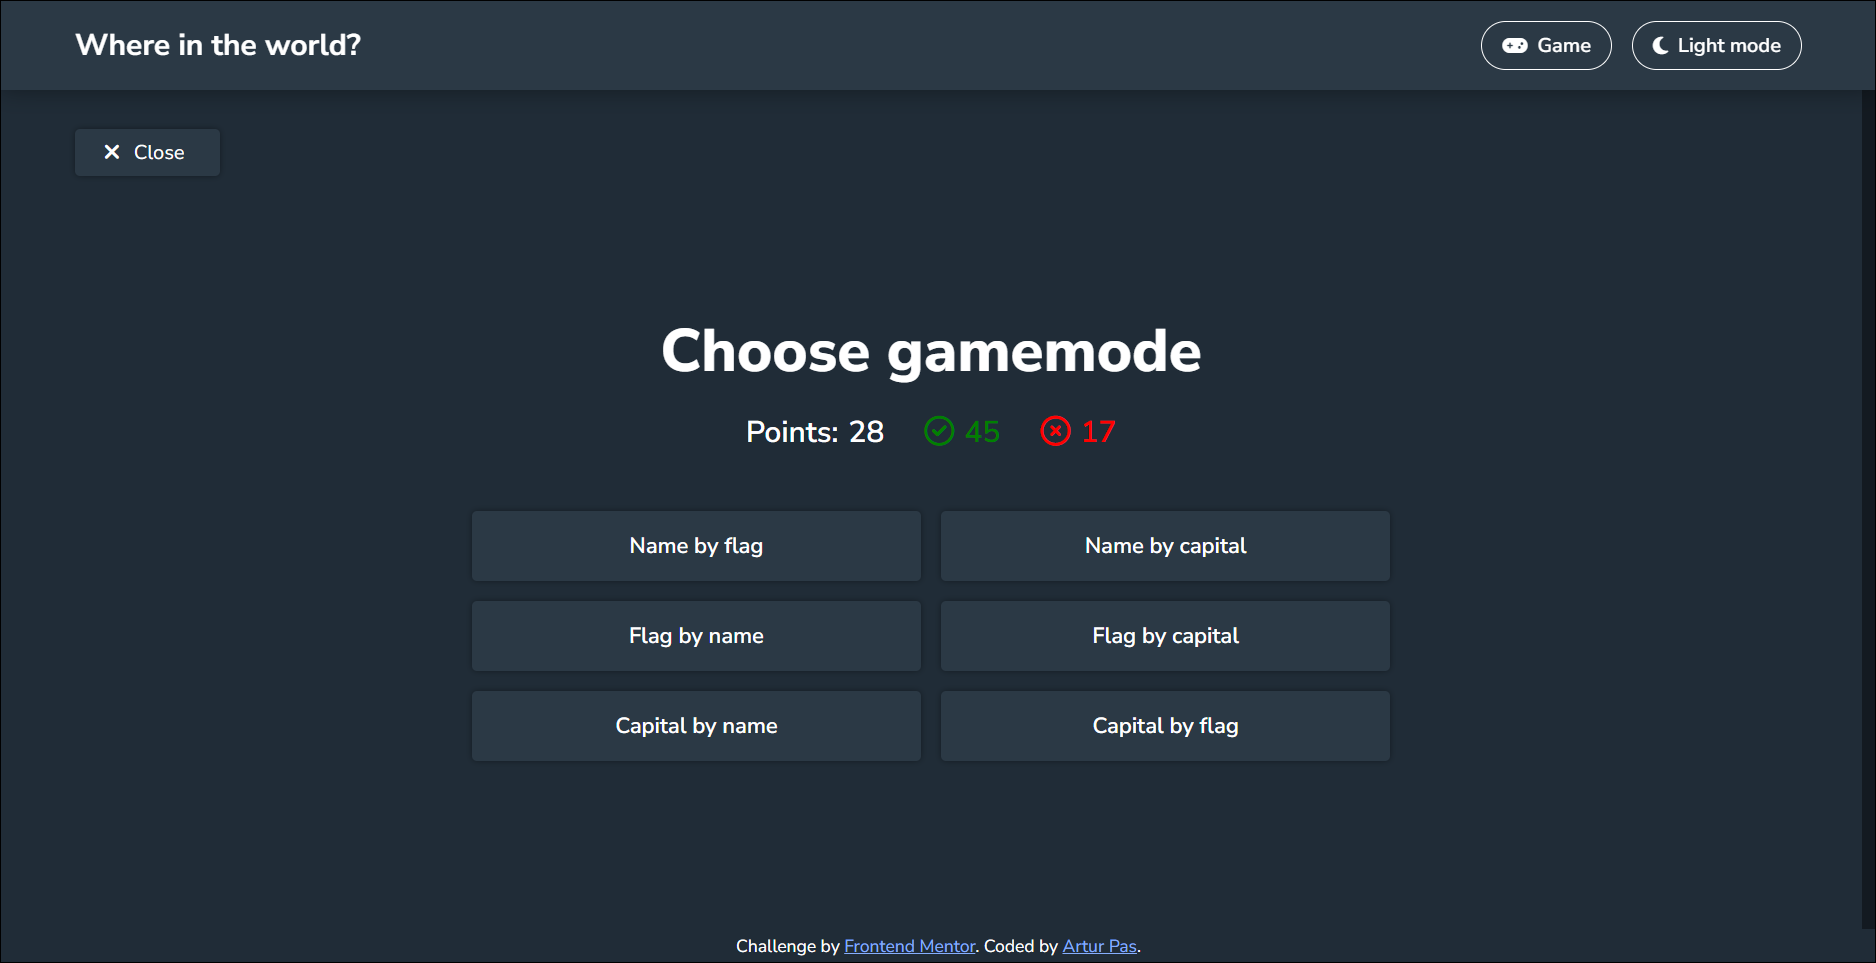 Where in the world?
Game
Light mode
Close
Choose gamemode
Points: 28 45 17
Name by flag
Name by capital
Flag by name
Flag by capital
Capital by name
Capital by flag
Challenge by Frontend Mentor. Coded by Artur Pas.